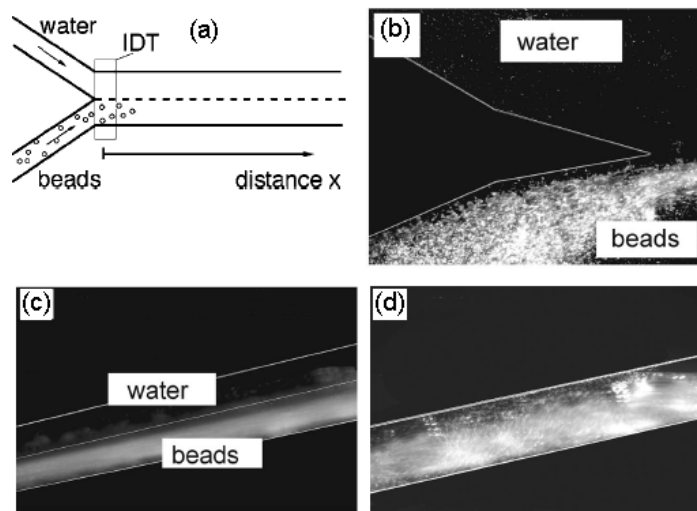 (a)
water
IDT
beads
distance x
(b)
water
beads
(c)
water
beads
(d)